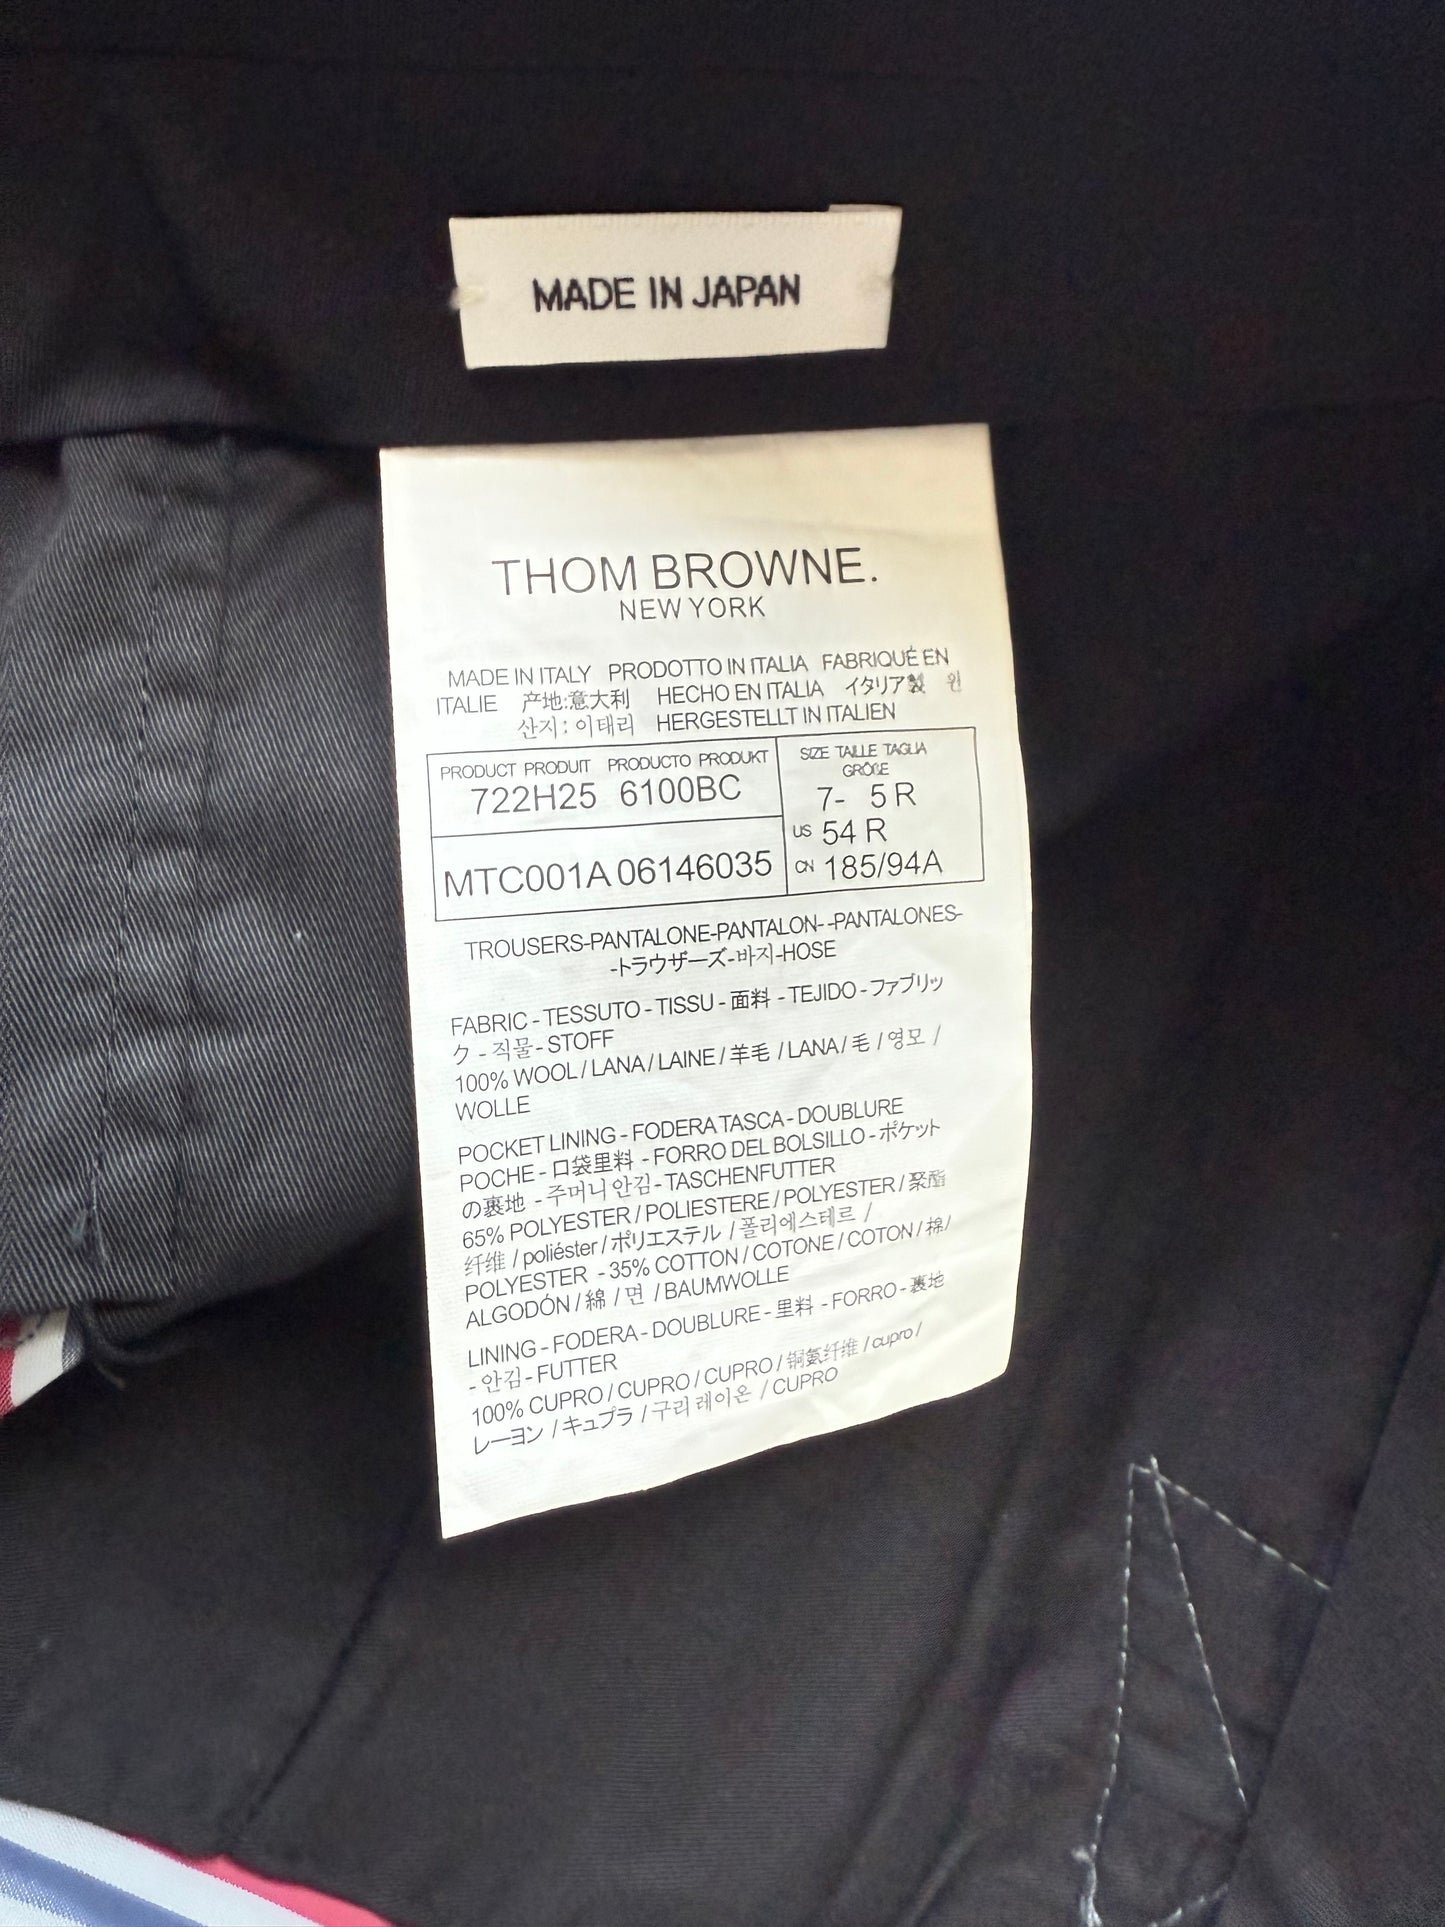 MADE IN JAPAN
THOM BROWNE.
NEW YORK
MADE IN ITALY PRODOTTO IN ITALIA FABRIQUÉ EN
ITALIE 产地:意大利 HECHO EN ITALIA イタリア製 원
산지: 이태리 HERGESTELLT IN ITALIEN
PRODUCT PRODUIT PRODUCTO PRODUKT
722H25 6100BC
MTC001A 06146035
SIZE TAILLE TAGLIA
7- 5 R
US 54 R
CN 185/94A
TROUSERS-PANTALONE-PANTALON- -PANTALONES-
-トラウザーズ-바지-HOSE
FABRIC - TESSUTO - TISSU - 面料 - TEJIDO - ファブリッ
ク - 직물- STOFF
100% WOOL / LANA / LAINE / 羊毛 / LANA / 毛 / 영모 /
WOLLE
POCKET LINING - FODERA TASCA - DOUBLURE
POCHE - 口袋里料 - FORRO DEL BOLSILLO - ポケット
の裏地 - 주머니 안김 - TASCHENFUTTER
65% POLYESTER / POLIESTERE / POLYESTER / 聚酯
纤维 / poliéster / ポリエステル / 폴리에스테르 /
POLYESTER - 35% COTTON / COTONE / COTON / 棉/
ALGODÓN / 綿 / 면 / BAUMWOLLE
LINING - FODERA - DOUBLURE - 里料 - FORRO - 裏地
- 안김 - FUTTER
100% CUPRO / CUPRO / CUPRO / 铜氨纤维 / cupro /
レーヨン / キュプラ / 구리 레이온 / CUPRO